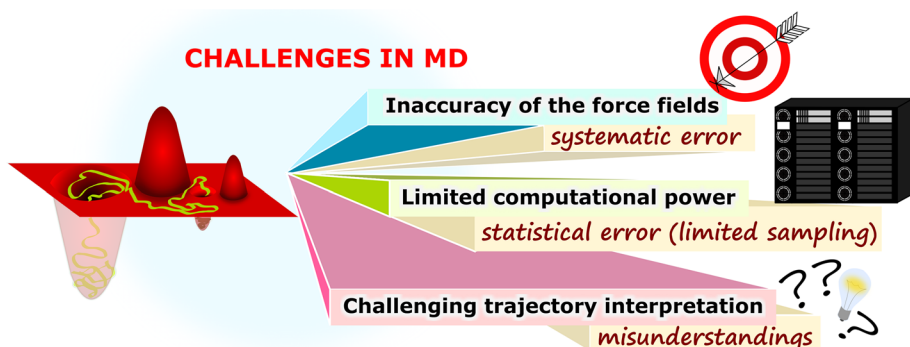 CHALLENGES IN MD
Inaccuracy of the force fields
systematic error
Limited computational power
statistical error (limited sampling)
Challenging trajectory interpretation
misunderstandings
? ? ?
?